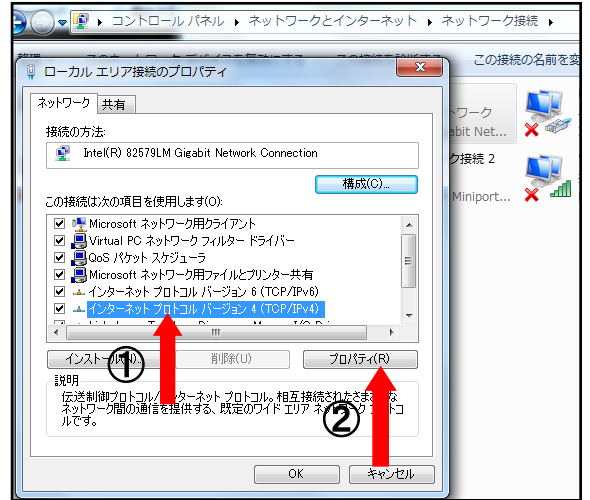 コントロール パネル ▸ ネットワークとインターネット ▸ ネットワーク接続 ▸
この接続の名前を変
ローカル エリア接続のプロパティ
ネットワーク 共有
接続の方法:
Intel(R) 82579LM Gigabit Network Connection
構成(C)...
この接続は次の項目を使用します(O):
Microsoft ネットワーク用クライアント
Virtual PC ネットワーク フィルター ドライバー
QoS パケット スケジューラ
Microsoft ネットワーク用ファイルとプリンター共有
インターネット プロトコル バージョン 6 (TCP/IPv6)
インターネット プロトコル バージョン 4 (TCP/IPv4)
トワーク
abit Net...
ク接続 2
Miniport...
① 削除(U) プロパティ(R)
説明
伝送制御プロトコル/ ターネット プロトコル。相互接続されたさま な
ネットワーク間の通信を提供する、既定のワイド エリア ネ コ
ルです。
②
OK キャンセル